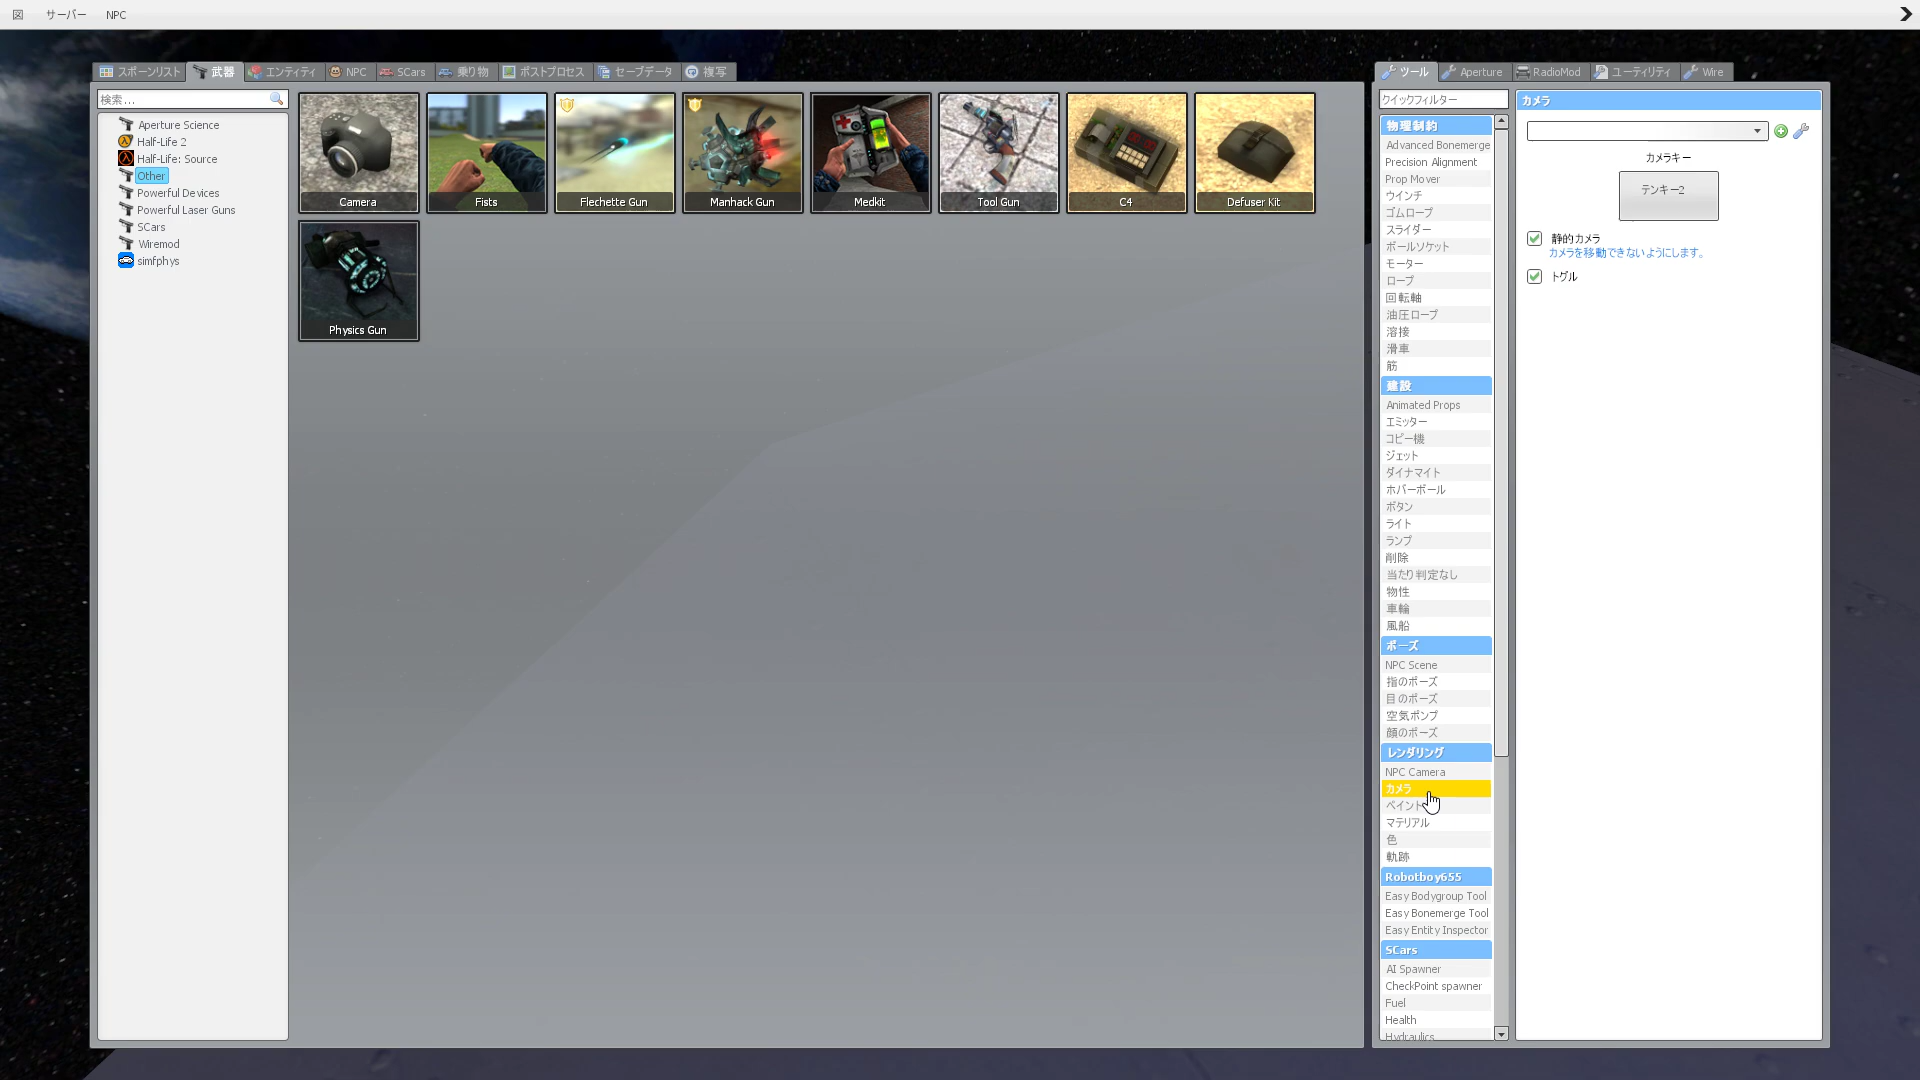 図 サーバー NPC
スポーンリスト 武器 エンティティ NPC SCars 乗り物 ポストプロセス セーブデータ 複写
検索...
Aperture Science
Half-Life 2
Half-Life: Source
Other
Powerful Devices
Powerful Laser Guns
SCars
Wiremod
simfphys
Camera
Fists
Flechette Gun
Manhack Gun
Medkit
Tool Gun
C4
Defuser Kit
Physics Gun
ツール Aperture RadioMod ユーティリティ Wire
クイックフィルター
物理制約
Advanced Bonemerge
Precision Alignment
Prop Mover
ウインチ
ゴムロープ
スライダー
ボールソケット
モーター
ロープ
回転軸
油圧ロープ
溶接
滑車
筋
建設
Animated Props
エミッター
コピー機
ジェット
ダイナマイト
ホバーボール
ボタン
ライト
ランプ
削除
当たり判定なし
物性
車輪
風船
ポーズ
NPC Scene
指のポーズ
目のポーズ
空気ポンプ
顔のポーズ
レンダリング
NPC Camera
カメラ
ペイント
マテリアル
色
軌跡
Robotboy655
Easy Bodygroup Tool
Easy Bonemerge Tool
Easy Entity Inspector
SCars
AI Spawner
CheckPoint spawner
Fuel
Health
Hydraulics
カメラ
カメラキー
テンキー2
静的カメラ
カメラを移動できないようにします。
トグル